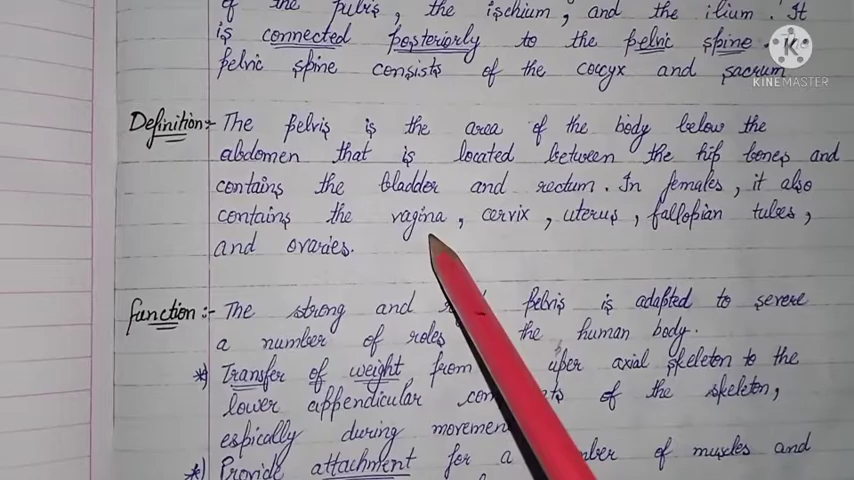 of the pubis, the ischium, and the ilium. It
is connected posteriorly to the pelvic spine.
pelvic spine consists of the coccyx and sacrum
K
KINEMASTER
Definition:- The pelvis is the area of the body below the
abdomen that is located between the hip bones and
contains the bladder and rectum. In females, it also
contains the vagina, cervix, uterus, fallopian tubes,
and ovaries.
function:- The strong and pelvis is adapted to severe
a number of roles the human body.
*) Transfer of weight from upper axial skeleton to the
lower appendicular of the skeleton,
espically during movement
*) Provide attachment for a of muscles and